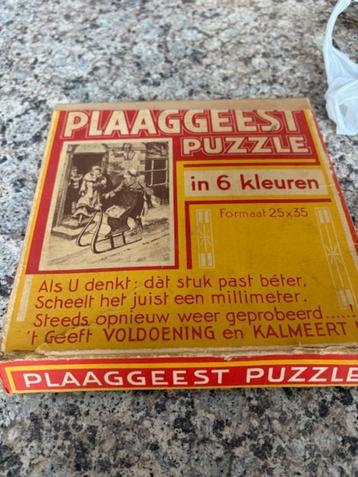 PLAAGGEEST
PUZZLE
in 6 kleuren
Formaat 25x35
Als U denkt: dàt stuk past béter,
Scheelt het juist een millimeter.
Steeds opnieuw weer geprobeerd......
't Geeft VOLDOENING en KALMEERT
PLAAGGEEST PUZZLE